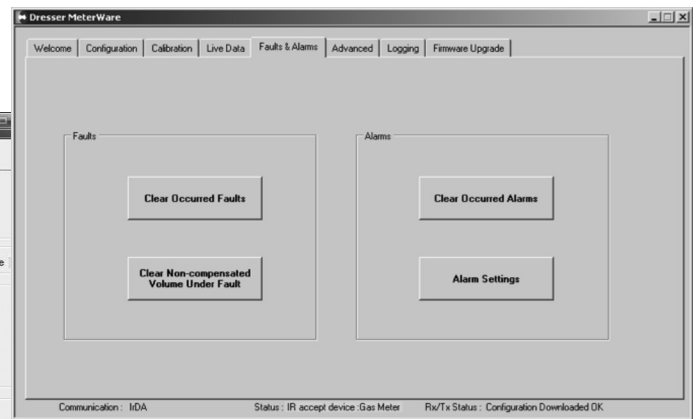 Dresser MeterWare
Welcome Configuration Calibration Live Data Faults & Alarms Advanced Logging Firmware Upgrade
Faults
Clear Occurred Faults
Clear Non-compensated
Volume Under Fault
Alarms
Clear Occurred Alarms
Alarm Settings
e
Communication : IrDA Status : IR accept device :Gas Meter Rx/Tx Status : Configuration Downloaded OK